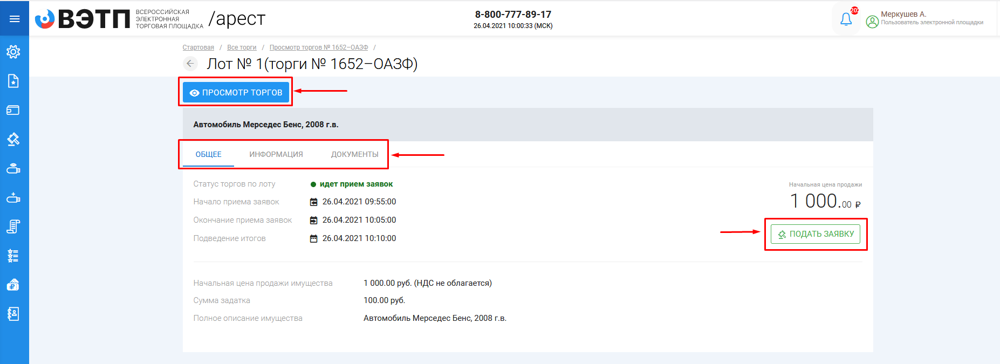 ВЭТП
ВСЕРОССИЙСКАЯ
ЭЛЕКТРОННАЯ
ТОРГОВАЯ ПЛОЩАДКА
/арест
8-800-777-89-17
26.04.2021 10:00:33 (МСК)
Меркушев А.
Пользователь электронной площадки
Стартовая / Все торги / Просмотр торгов № 1652-ОАЗФ /
Лот № 1(торги № 1652-ОАЗФ)
ПРОСМОТР ТОРГОВ
Автомобиль Мерседес Бенс, 2008 г.в.
ОБЩЕЕ ИНФОРМАЦИЯ ДОКУМЕНТЫ
Статус торгов по лоту идет прием заявок
Начало приема заявок 26.04.2021 09:55:00
Окончание приема заявок 26.04.2021 10:05:00
Подведение итогов 26.04.2021 10:10:00
Начальная цена продажи
1 000.00 ₽
ПОДАТЬ ЗАЯВКУ
Начальная цена продажи имущества 1 000.00 руб. (НДС не облагается)
Сумма задатка 100.00 руб.
Полное описание имущества Автомобиль Мерседес Бенс, 2008 г.в.